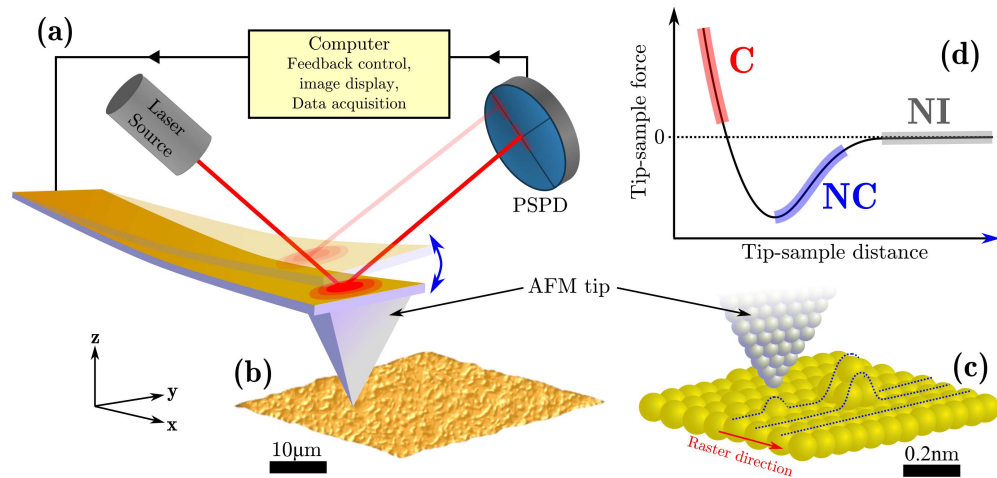 (a)
Computer
Feedback control,
image display,
Data acquisition
Laser
Source
PSPD
AFM tip
z
y
x
(b)
10μm
(c)
Raster direction
0.2nm
(d)
Tip-sample force
0
C
NC
NI
Tip-sample distance